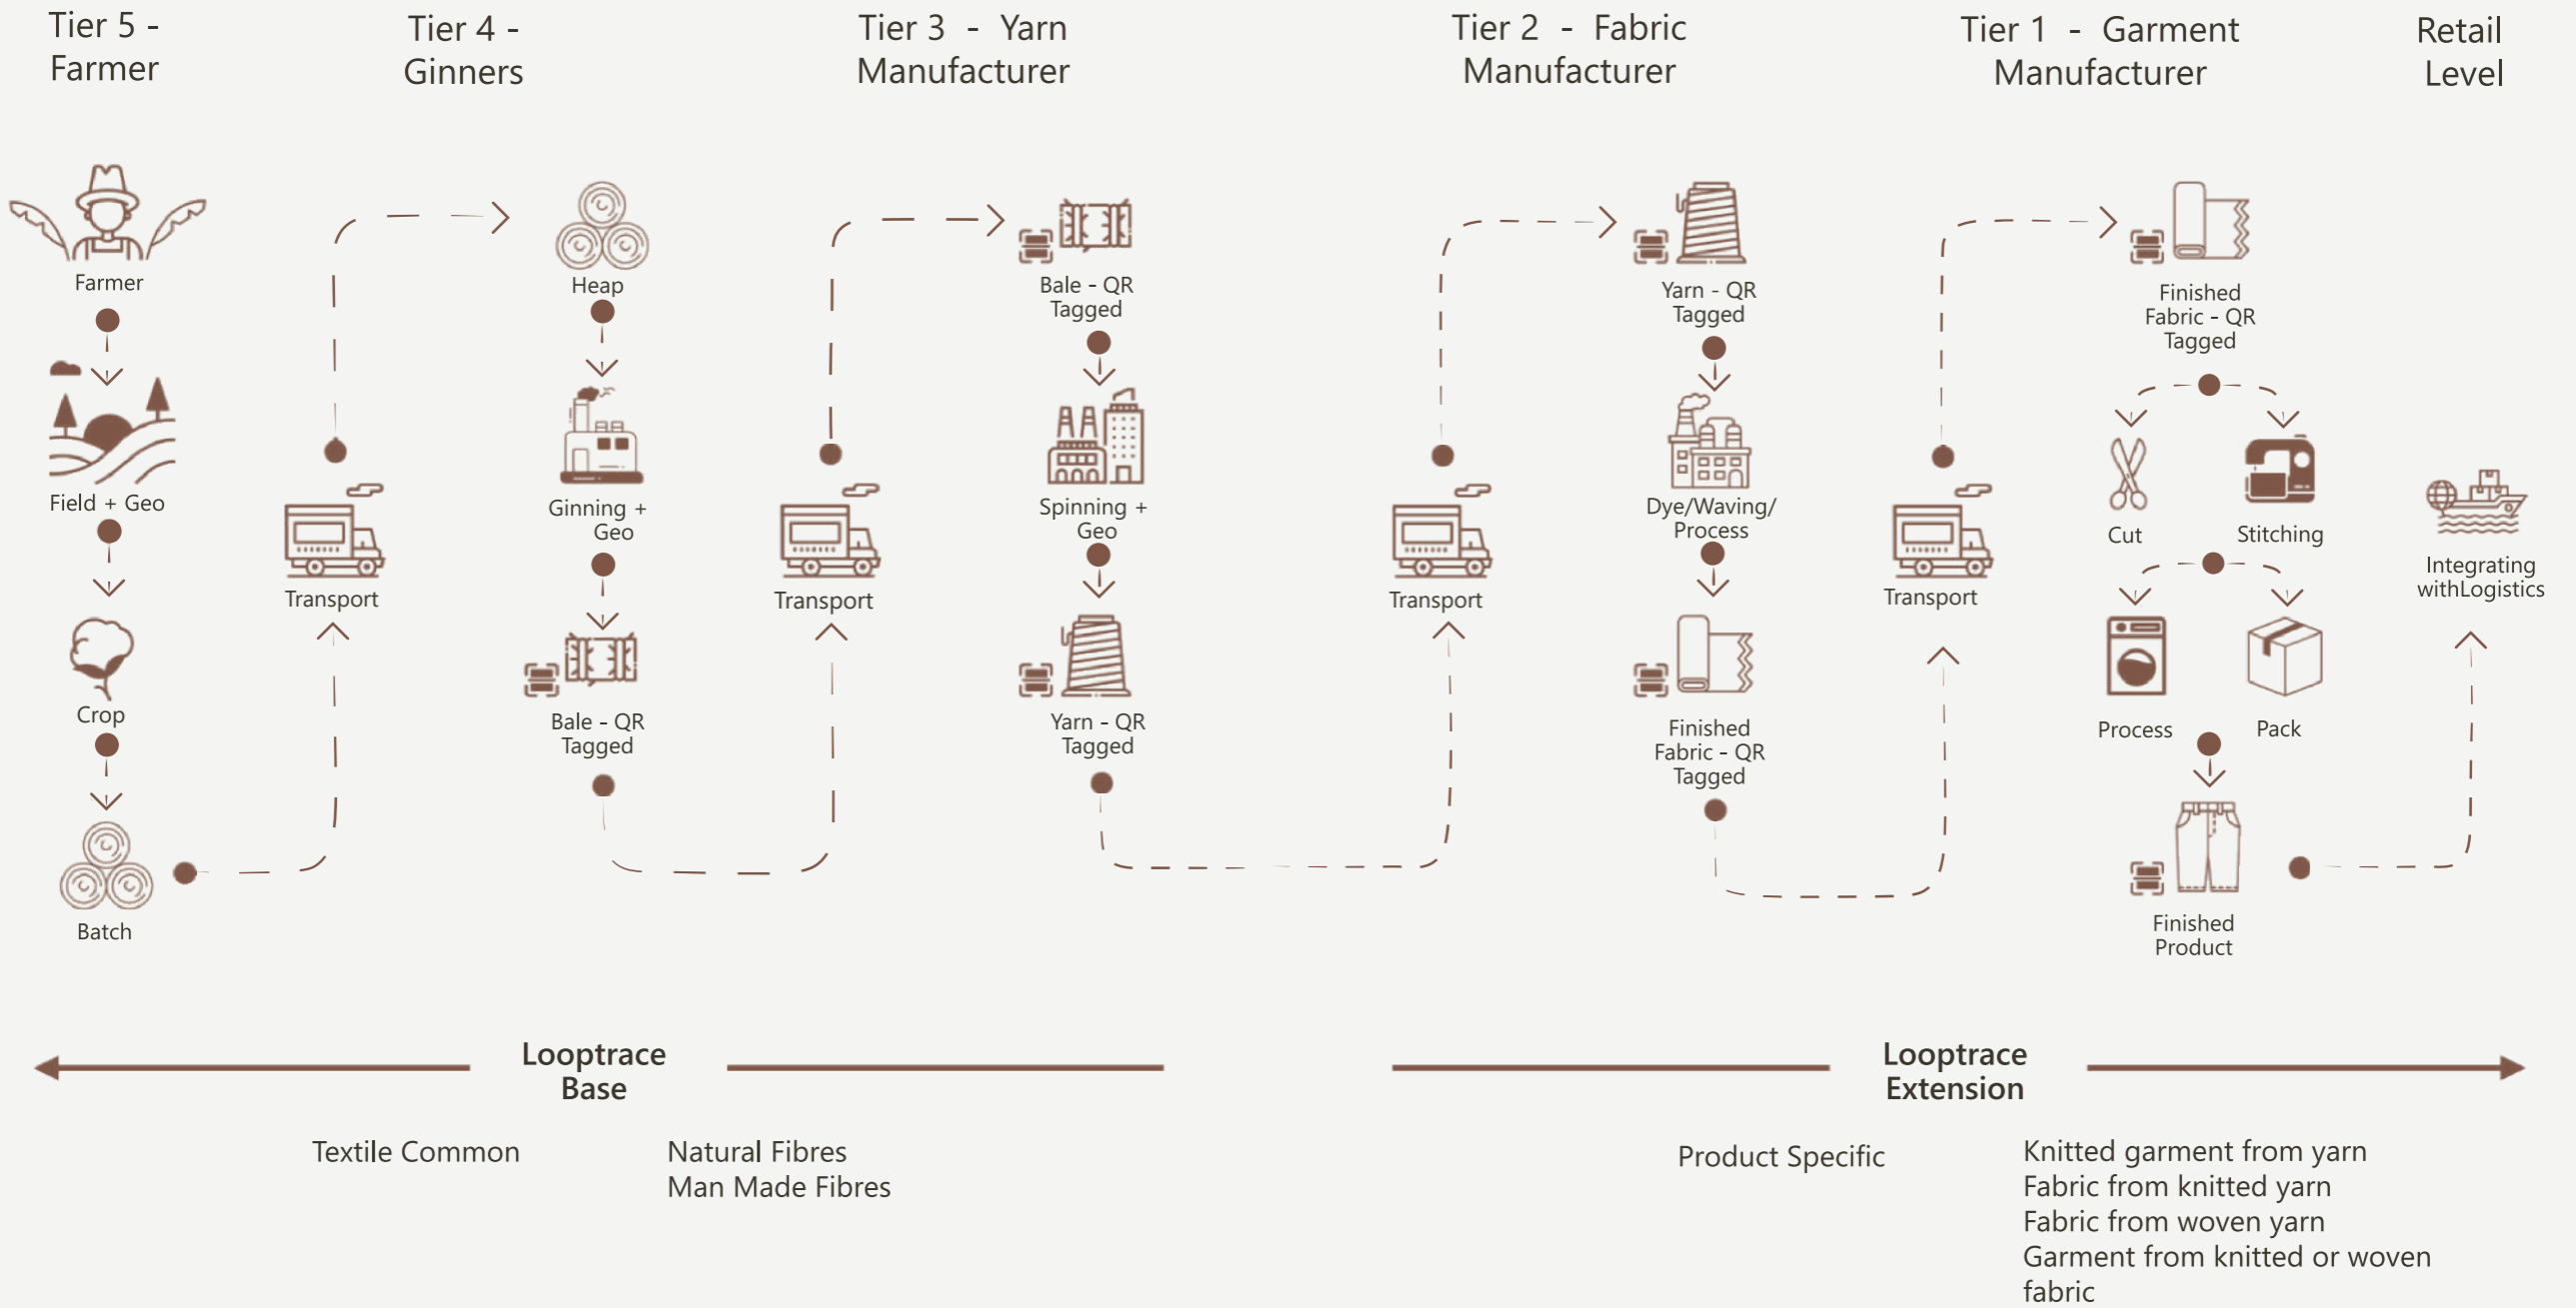 Tier 5 -
Farmer
Tier 4 -
Ginners
Tier 3 - Yarn
Manufacturer
Tier 2 - Fabric
Manufacturer
Tier 1 - Garment
Manufacturer
Retail
Level
Farmer
Field + Geo
Crop
Batch
Transport
Heap
Ginning +
Geo
Bale - QR
Tagged
Transport
Bale - QR
Tagged
Spinning +
Geo
Yarn - QR
Tagged
Transport
Yarn - QR
Tagged
Dye/Waving/
Process
Finished
Fabric - QR
Tagged
Transport
Finished
Fabric - QR
Tagged
Cut
Stitching
Process
Pack
Finished
Product
Integrating
withLogistics
Looptrace
Base
Looptrace
Extension
Textile Common
Natural Fibres
Man Made Fibres
Product Specific
Knitted garment from yarn
Fabric from knitted yarn
Fabric from woven yarn
Garment from knitted or woven
fabric